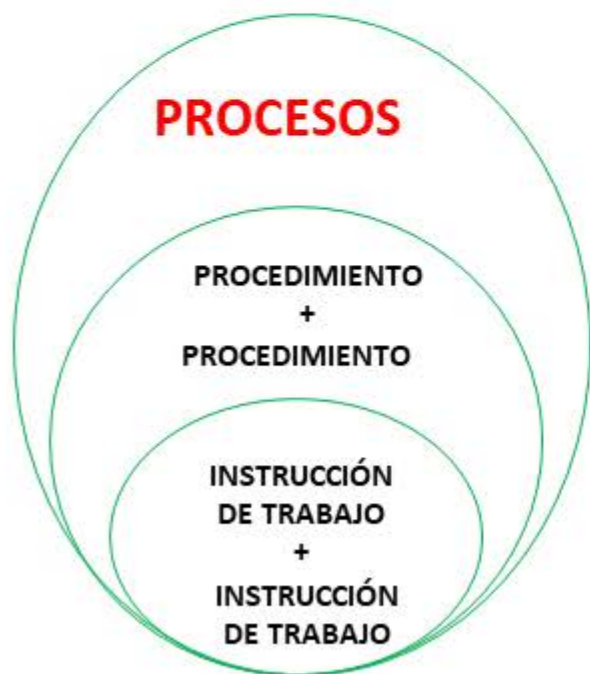 PROCESOS
PROCEDIMIENTO
+
PROCEDIMIENTO
INSTRUCCIÓN
DE TRABAJO
+
INSTRUCCIÓN
DE TRABAJO